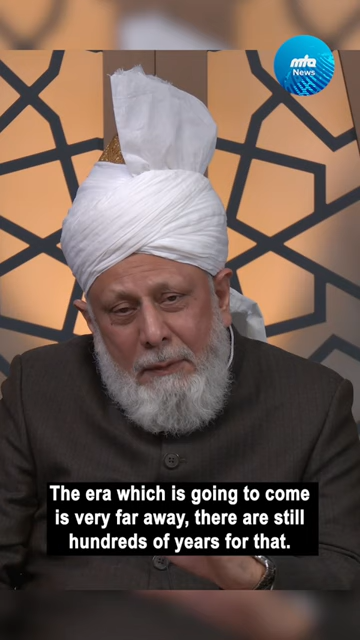 mta
News
The era which is going to come
is very far away, there are still
hundreds of years for that.